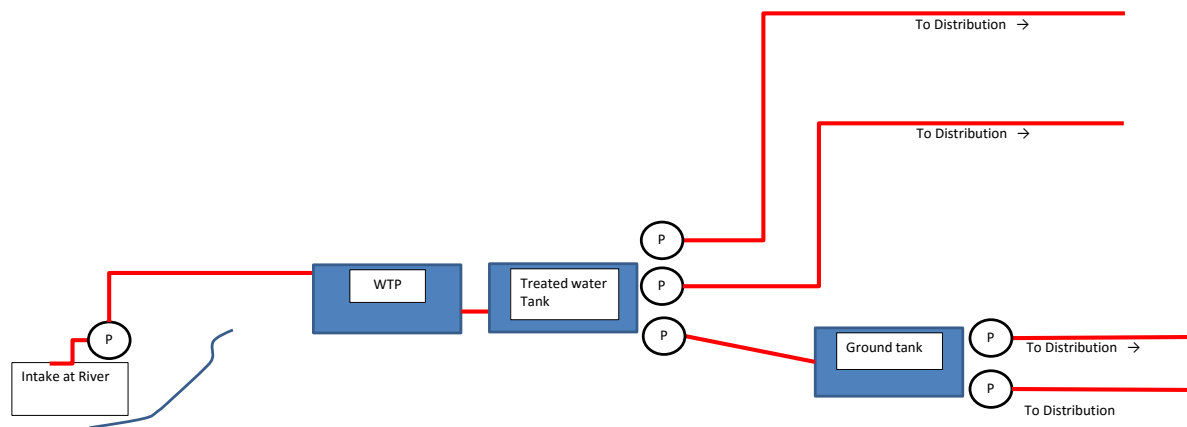 To Distribution →
To Distribution →
P
WTP
Treated water
Tank
P
P
P
Ground tank
P
To Distribution →
Intake at River
P
To Distribution